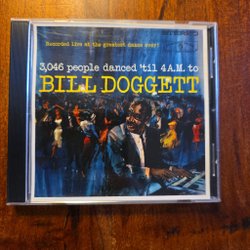 Recorded live at the greatest dance ever!
3,046 people danced 'til 4 A.M. to
BILL DOGGETT